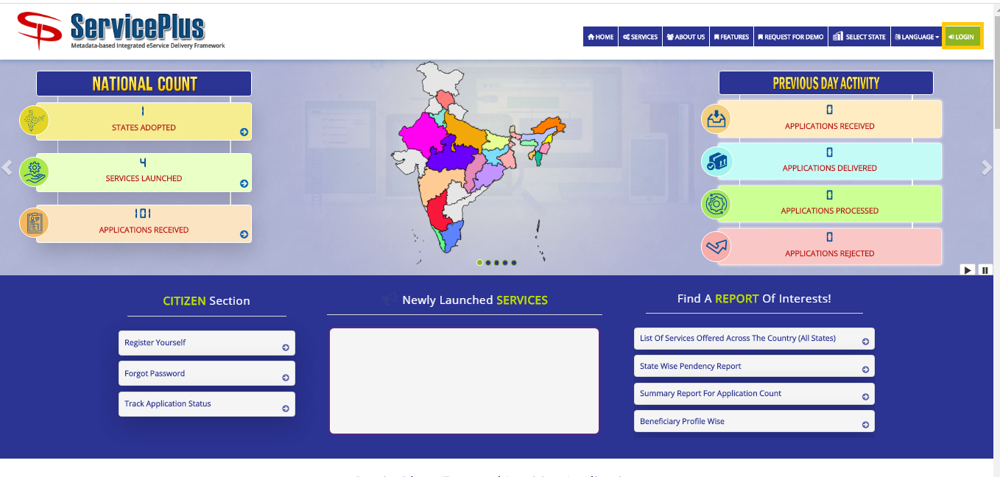 ServicePlus
Metadata-based Integrated eService Delivery Framework
HOME
SERVICES
ABOUT US
FEATURES
REQUEST FOR DEMO
SELECT STATE
LANGUAGE
LOGIN
NATIONAL COUNT
1
STATES ADOPTED
4
SERVICES LAUNCHED
101
APPLICATIONS RECEIVED
PREVIOUS DAY ACTIVITY
0
APPLICATIONS RECEIVED
0
APPLICATIONS DELIVERED
0
APPLICATIONS PROCESSED
0
APPLICATIONS REJECTED
CITIZEN Section
Register Yourself
Forgot Password
Track Application Status
Newly Launched SERVICES
Find A REPORT Of Interests!
List Of Services Offered Across The Country (All States)
State Wise Pendency Report
Summary Report For Application Count
Beneficiary Profile Wise